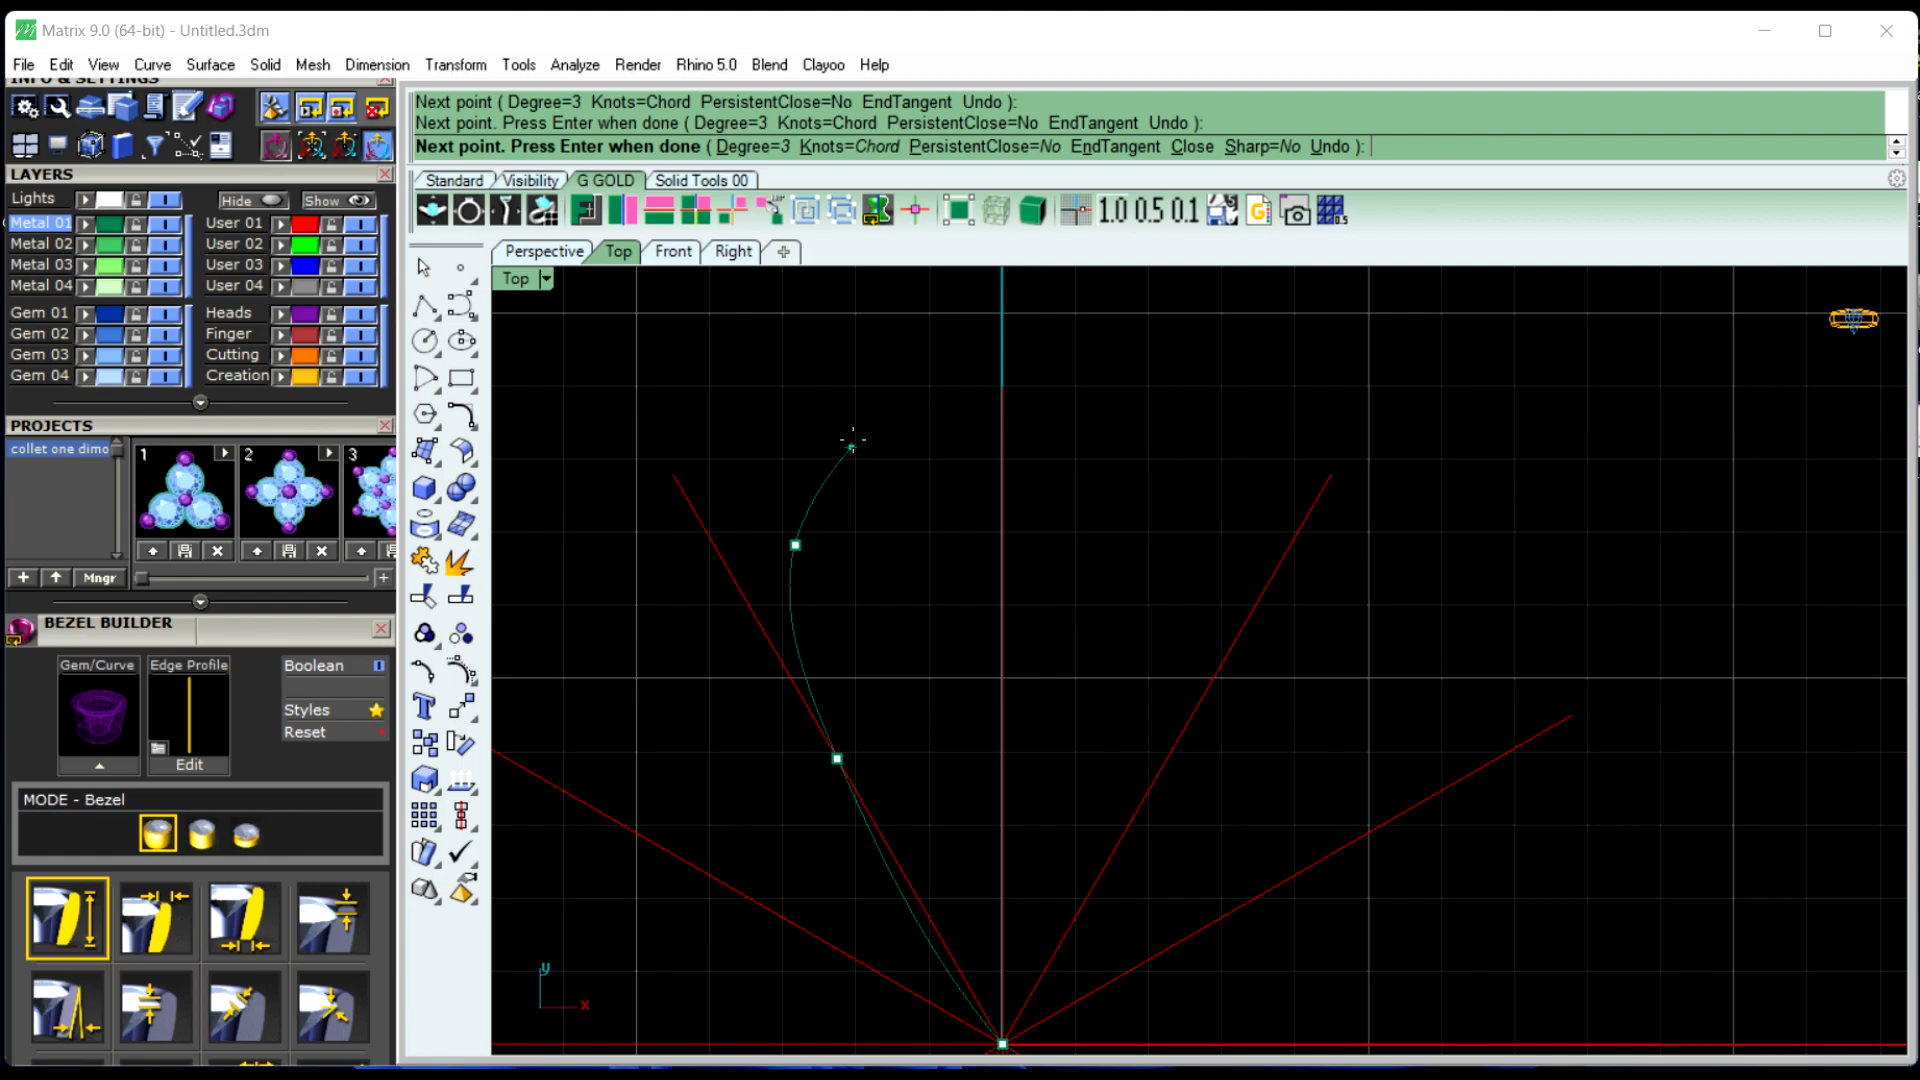 Matrix 9.0 (64-bit) - Untitled.3dm
File Edit View Curve Surface Solid Mesh Dimension Transform Tools Analyze Render Rhino 5.0 Blend Clayoo Help
INFO & SETTINGS
Next point ( Degree=3 Knots=Chord PersistentClose=No EndTangent Undo ):
Next point. Press Enter when done ( Degree=3 Knots=Chord PersistentClose=No EndTangent Undo ):
Next point. Press Enter when done ( Degree=3 Knots=Chord PersistentClose=No EndTangent Close Sharp=No Undo ):
Standard Visibility G GOLD Solid Tools 00
1.0 0.5 0.1
G
0.5
Perspective Top Front Right
Top
LAYERS
Lights Hide Show
Metal 01 User 01
Metal 02 User 02
Metal 03 User 03
Metal 04 User 04
Gem 01 Heads
Gem 02 Finger
Gem 03 Cutting
Gem 04 Creation
PROJECTS
collet one dimo
1 2 3
Mngr
BEZEL BUILDER
Gem/Curve Edge Profile Boolean
Styles
Reset
Edit
MODE - Bezel
y
x